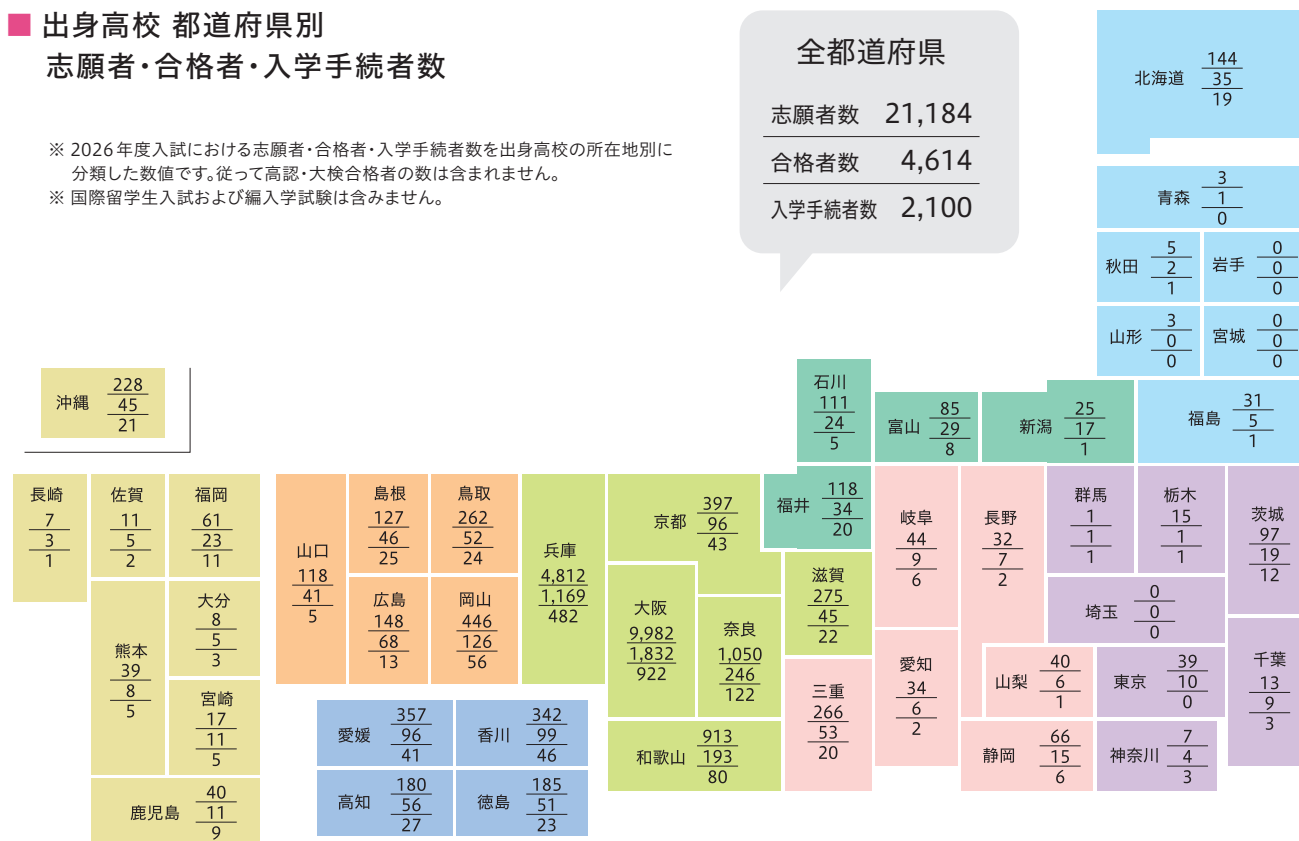 ■ 出身高校 都道府県別
志願者・合格者・入学手続者数
※ 2026年度入試における志願者・合格者・入学手続者数を出身高校の所在地別に
分類した数値です。従って高認・大検合格者の数は含まれません。
※ 国際留学生入試および編入学試験は含みません。
全都道府県
志願者数 21,184
合格者数 4,614
入学手続者数 2,100
北海道
144
35
19
青森
3
1
0
秋田
5
2
1
岩手
0
0
0
山形
3
0
0
宮城
0
0
0
福島
31
5
1
石川
111
24
5
富山
85
29
8
新潟
25
17
1
福井
118
34
20
沖縄
228
45
21
長崎
7
3
1
佐賀
11
5
2
福岡
61
23
11
大分
8
5
3
熊本
39
8
5
宮崎
17
11
5
鹿児島
40
11
9
山口
118
41
5
島根
127
46
25
鳥取
262
52
24
広島
148
68
13
岡山
446
126
56
愛媛
357
96
41
香川
342
99
46
高知
180
56
27
徳島
185
51
23
兵庫
4,812
1,169
482
京都
397
96
43
大阪
9,982
1,832
922
奈良
1,050
246
122
滋賀
275
45
22
和歌山
913
193
80
三重
266
53
20
岐阜
44
9
6
愛知
34
6
2
長野
32
7
2
山梨
40
6
1
静岡
66
15
6
群馬
1
1
1
栃木
15
1
1
茨城
97
19
12
埼玉
0
0
0
東京
39
10
0
千葉
13
9
3
神奈川
7
4
3